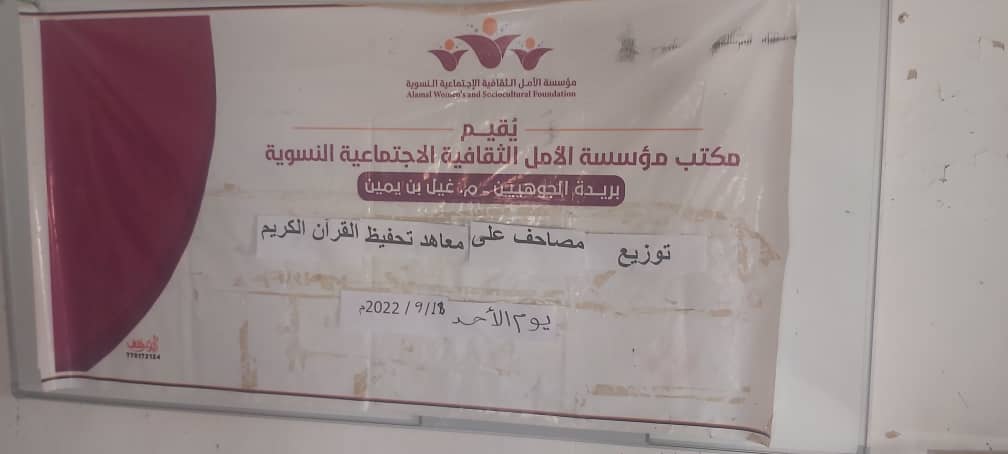 مؤسسة الأمل الثقافية الإجتماعية النسوية
Alamal Women's and Sociocultural Foundation
يُقيم
مكتب مؤسسة الأمل الثقافية الاجتماعية النسوية
بريدة الجوهيين - م. غيل بن يمين
توزيع مصاحف على معاهد تحفيظ القرآن الكريم
يوم الأحد 2022/9/18م